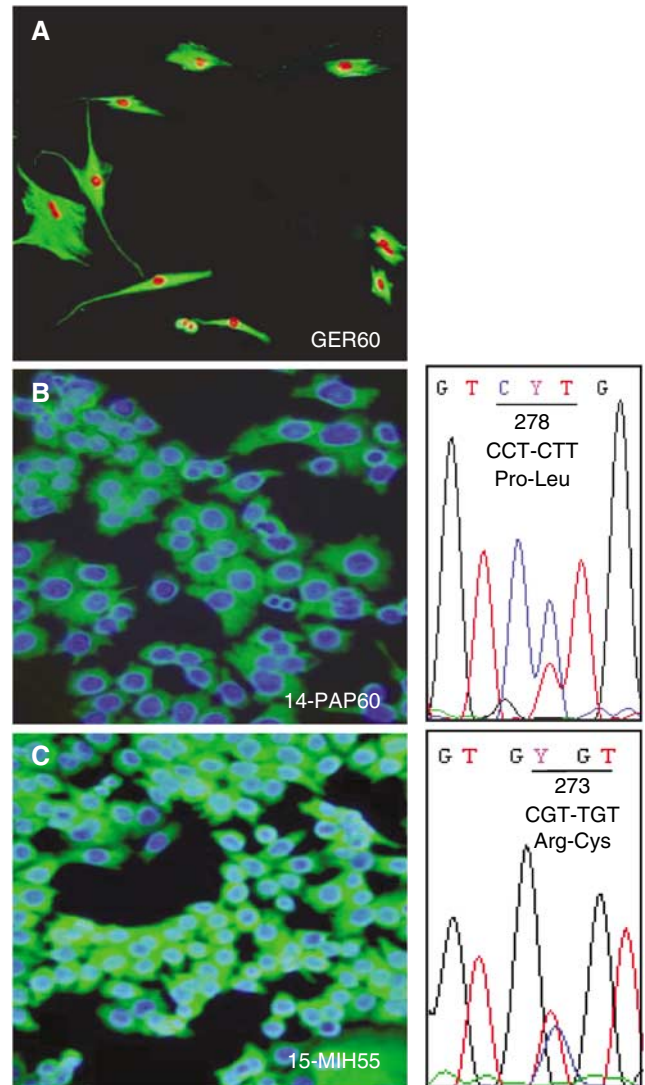 A
GER60
B
14-PAP60
G T C Y T G
278
CCT-CTT
Pro-Leu
C
15-MIH55
G T G Y G T
273
CGT-TGT
Arg-Cys